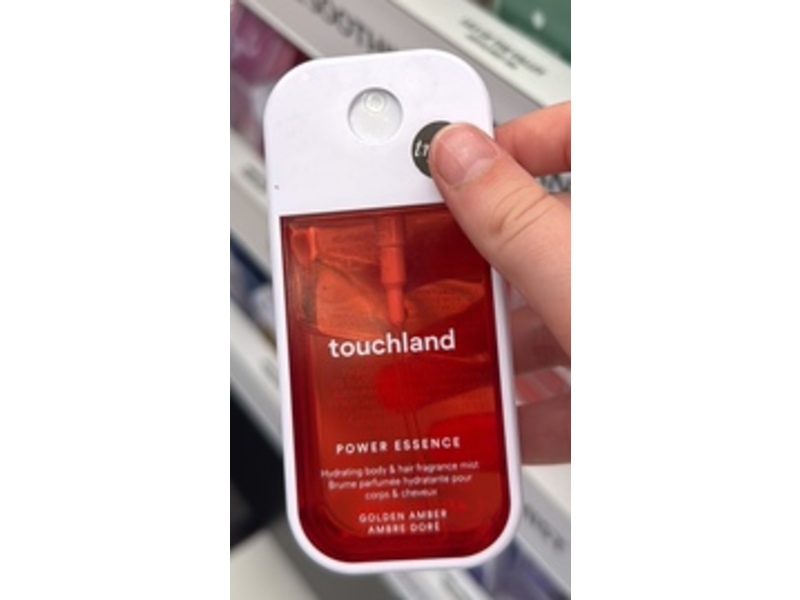 touchland
POWER ESSENCE
Hydrating body & hair fragrance mist
Brume parfumée hydratante pour
corps & cheveux
GOLDEN AMBER
AMBRE DORÉ